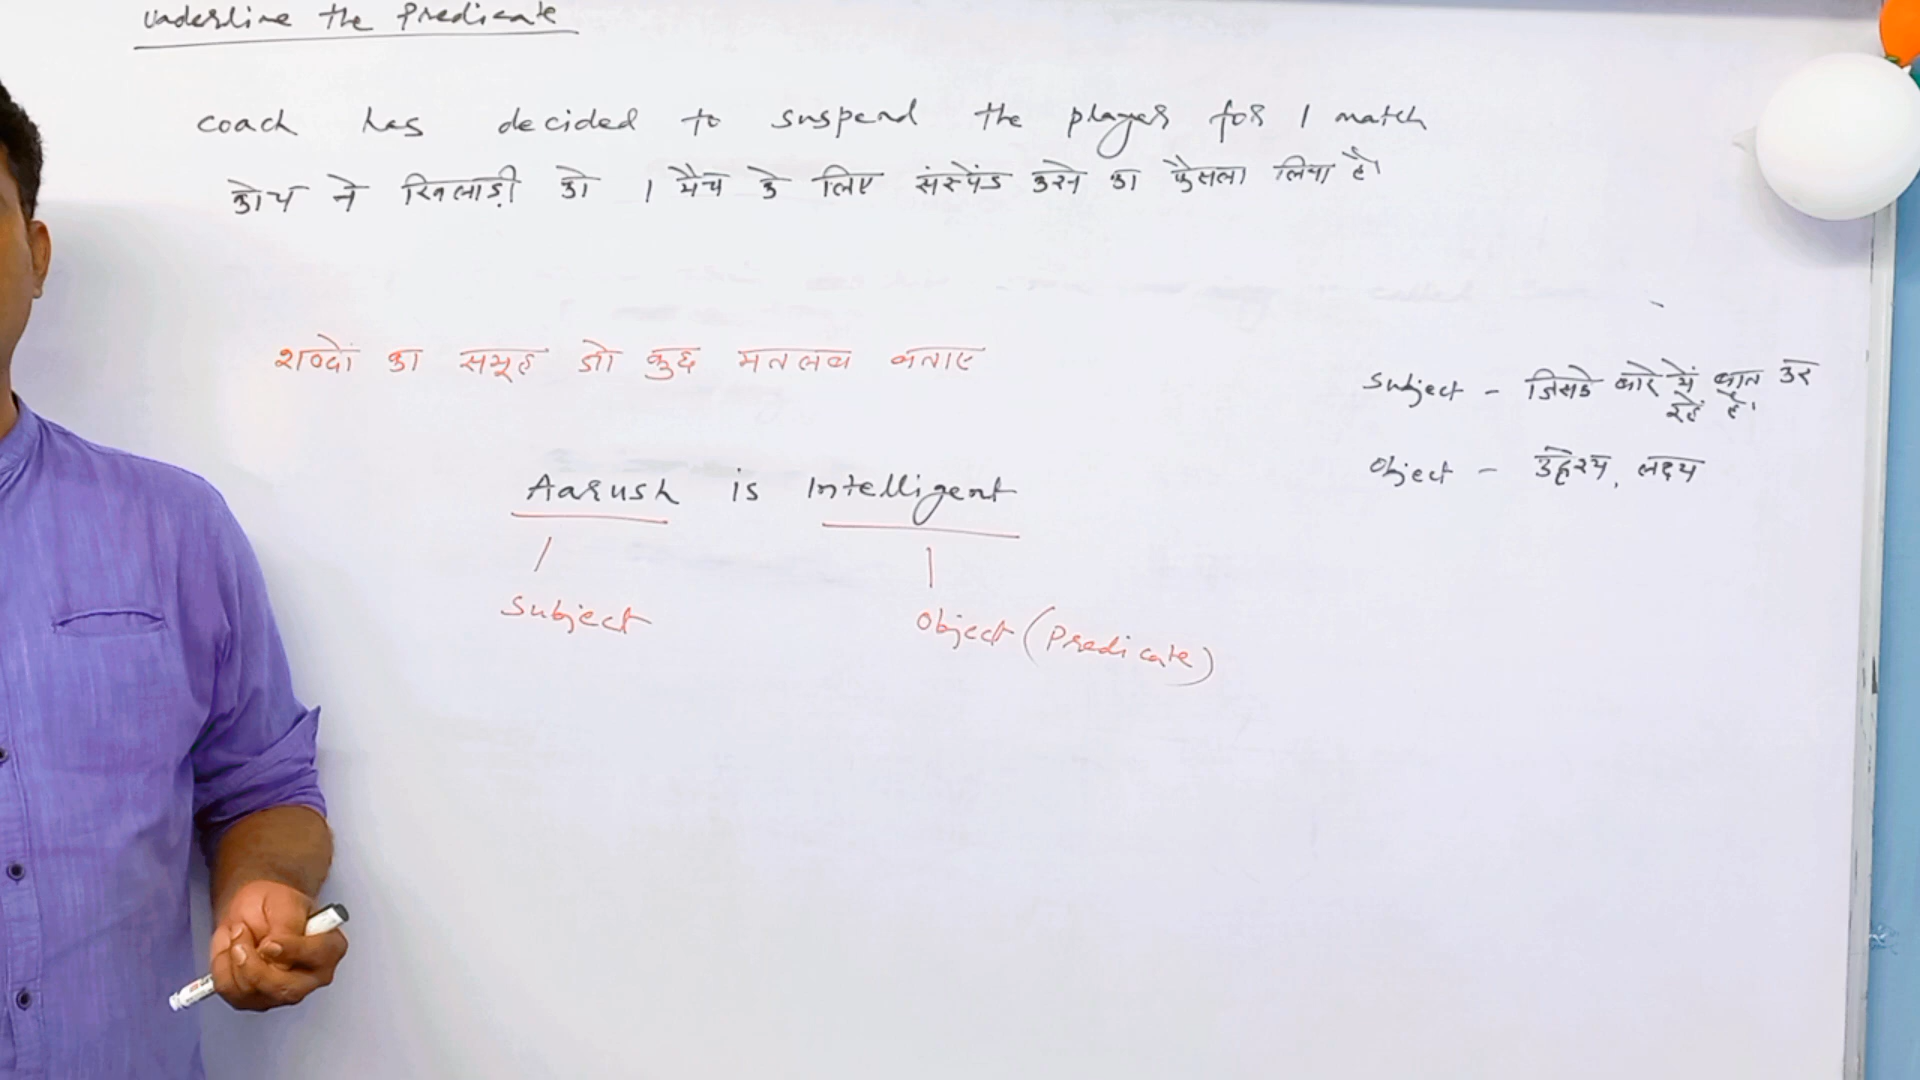 Underline the Predicate
coach has decided to suspend the player for 1 match
कोच ने खिलाड़ी को 1 मैच के लिए संस्पेंड करने का फैसला लिया है।
शब्दों का समूह जो कुछ मतलब बताए
Subject - जिसके बारे में बात कर
रहे है।
Object - उद्देश्य, लक्ष्य
Aarush is Intelligent
Subject
Object (Predicate)